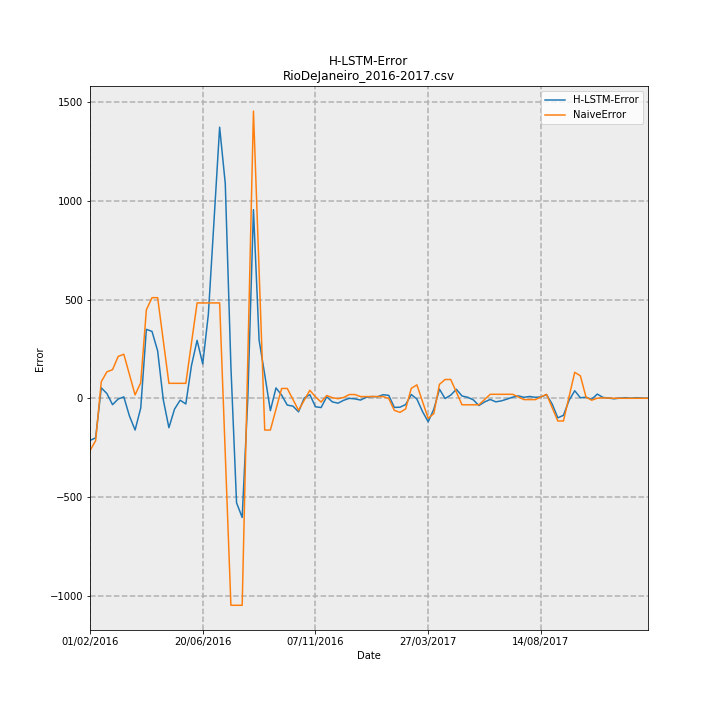 H-LSTM-Error
RioDeJaneiro_2016-2017.csv
H-LSTM-Error
NaiveError
1500
1000
500
0
−500
−1000
Error
01/02/2016
20/06/2016
07/11/2016
27/03/2017
14/08/2017
Date